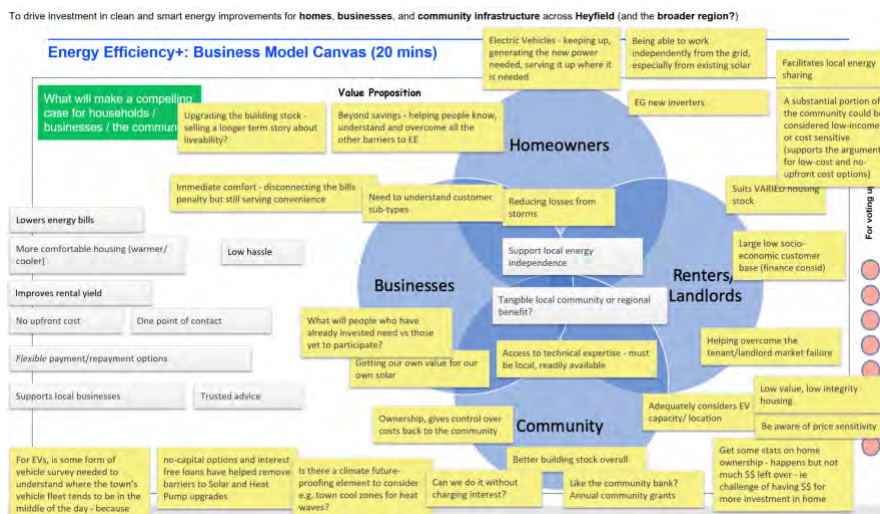 To drive investment in clean and smart energy improvements for homes, businesses, and community infrastructure across Heyfield (and the broader region?)
Energy Efficiency+: Business Model Canvas (20 mins)
Electric Vehicles - keeping up,
generating the new power
needed, serving it up where it
is needed
Being able to work
independently from the grid,
especially from existing solar
EG new inverters
Facilitates local energy
sharing
A substantial portion of
the community could be
considered low-income
or cost sensitive
(supports the argument
for low-cost and no-
upfront cost options)
What will make a compelling
case for households /
businesses / the
Value Proposition
Upgrading the building stock -
selling a longer term story about
liveability?
Beyond savings - helping people know,
understand and overcome all the
other barriers to EE
Homeowners
Immediate comfort - disconnecting the bills
penalty but still serving convenience
Need to understand customer
sub-types
Reducing losses from
storms
Suits VARIED housing
stock
For voting
Lowers energy bills
More comfortable housing (warmer/
cooler)
Low hassle
Improves rental yield
No upfront cost
One point of contact
Flexible payment/repayment options
Supports local businesses
Trusted advice
Support local energy
independence
Businesses
Renters/
Landlords
Large low socio-
economic customer
base (finance consid)
Tangible local community or regional
benefit?
What will people who have
already invested need vs those
yet to participate?
Getting our own value for our
own solar
Access to technical expertise - must
be local, readily available
Helping overcome the
tenant/landlord market failure
Ownership, gives control over
costs back to the community
Community
Adequately considers EV
capacity/ location
Low value, low integrity
housing.
Be aware of price sensitivity
Better building stock overall
For EVs, is some form of
vehicle survey needed to
understand where the town's
vehicle fleet tends to be in the
middle of the day - because
no-capital options and interest
free loans have helped remove
barriers to Solar and Heat
Pump upgrades
Is there a climate future-
proofing element to consider
e.g. town cool zones for heat
waves?
Can we do it without
charging interest?
Like the community bank?
Annual community grants
Get some stats on home
ownership - happens but not
much $$ left over - ie
challenge of having $$ for
more investment in home